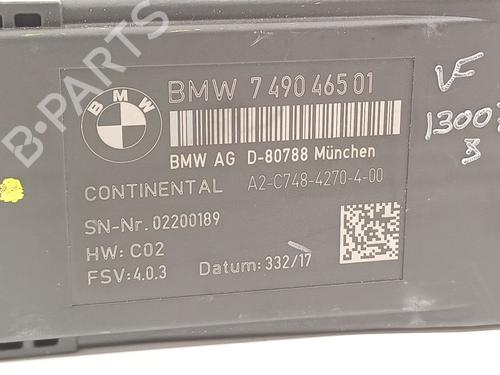 B-PARTS
BMW
BMW 7 490 465 01
BMW AG D-80788 München
CONTINENTAL A2-C748-4270-4-00
SN-Nr. 02200189
HW: C02
FSV: 4.0.3 Datum: 332/17
VF